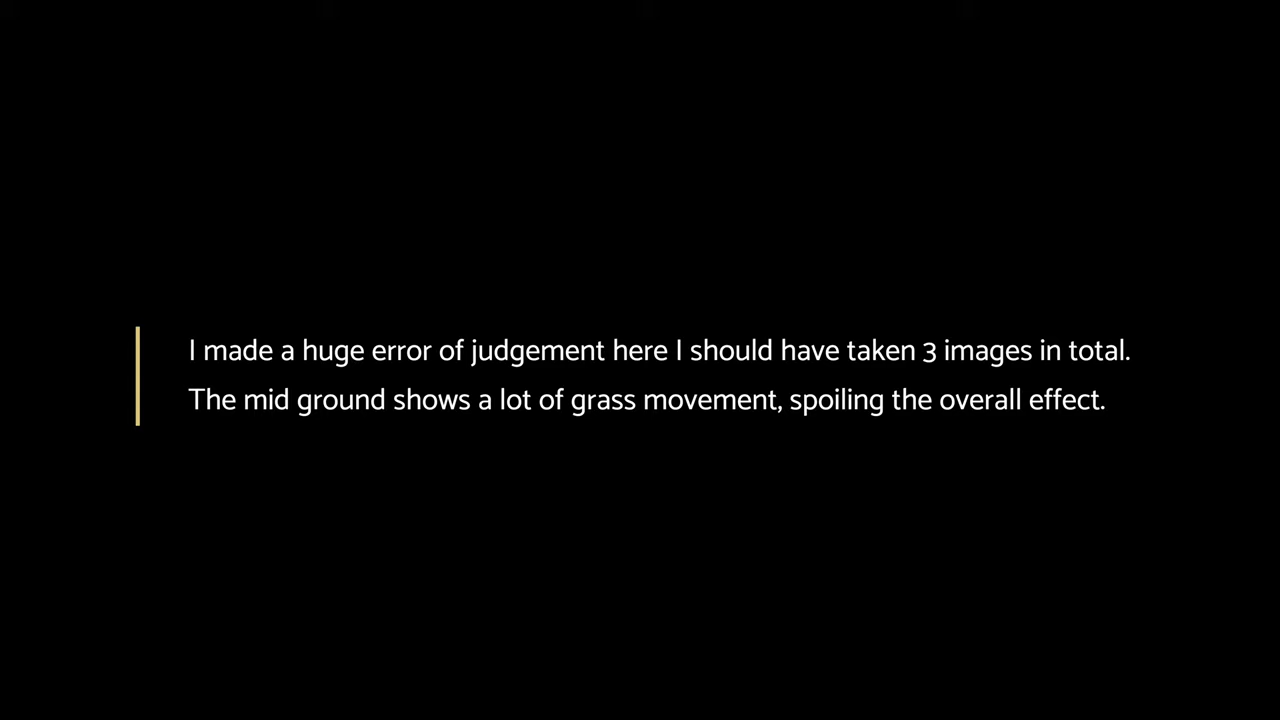 I made a huge error of judgement here I should have taken 3 images in total.
The mid ground shows a lot of grass movement, spoiling the overall effect.